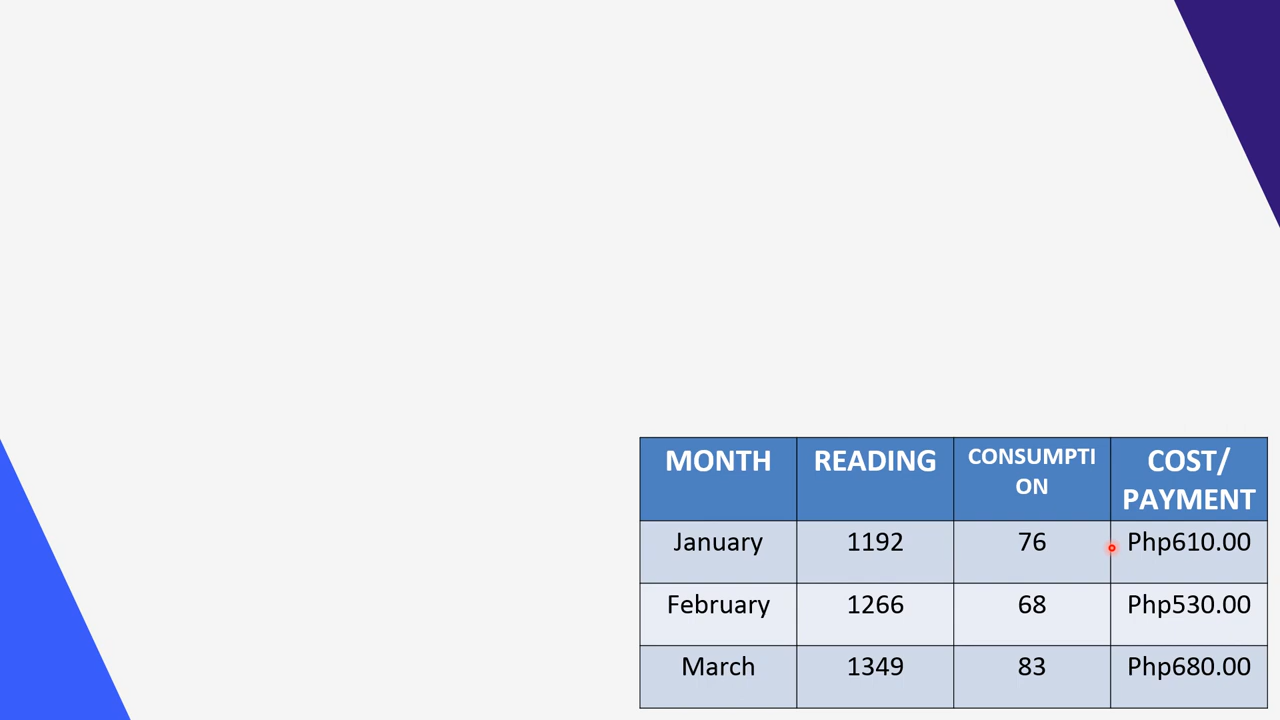 MONTH READING CONSUMPTI COST/
ON PAYMENT
January 1192 76 Php610.00
February 1266 68 Php530.00
March 1349 83 Php680.00